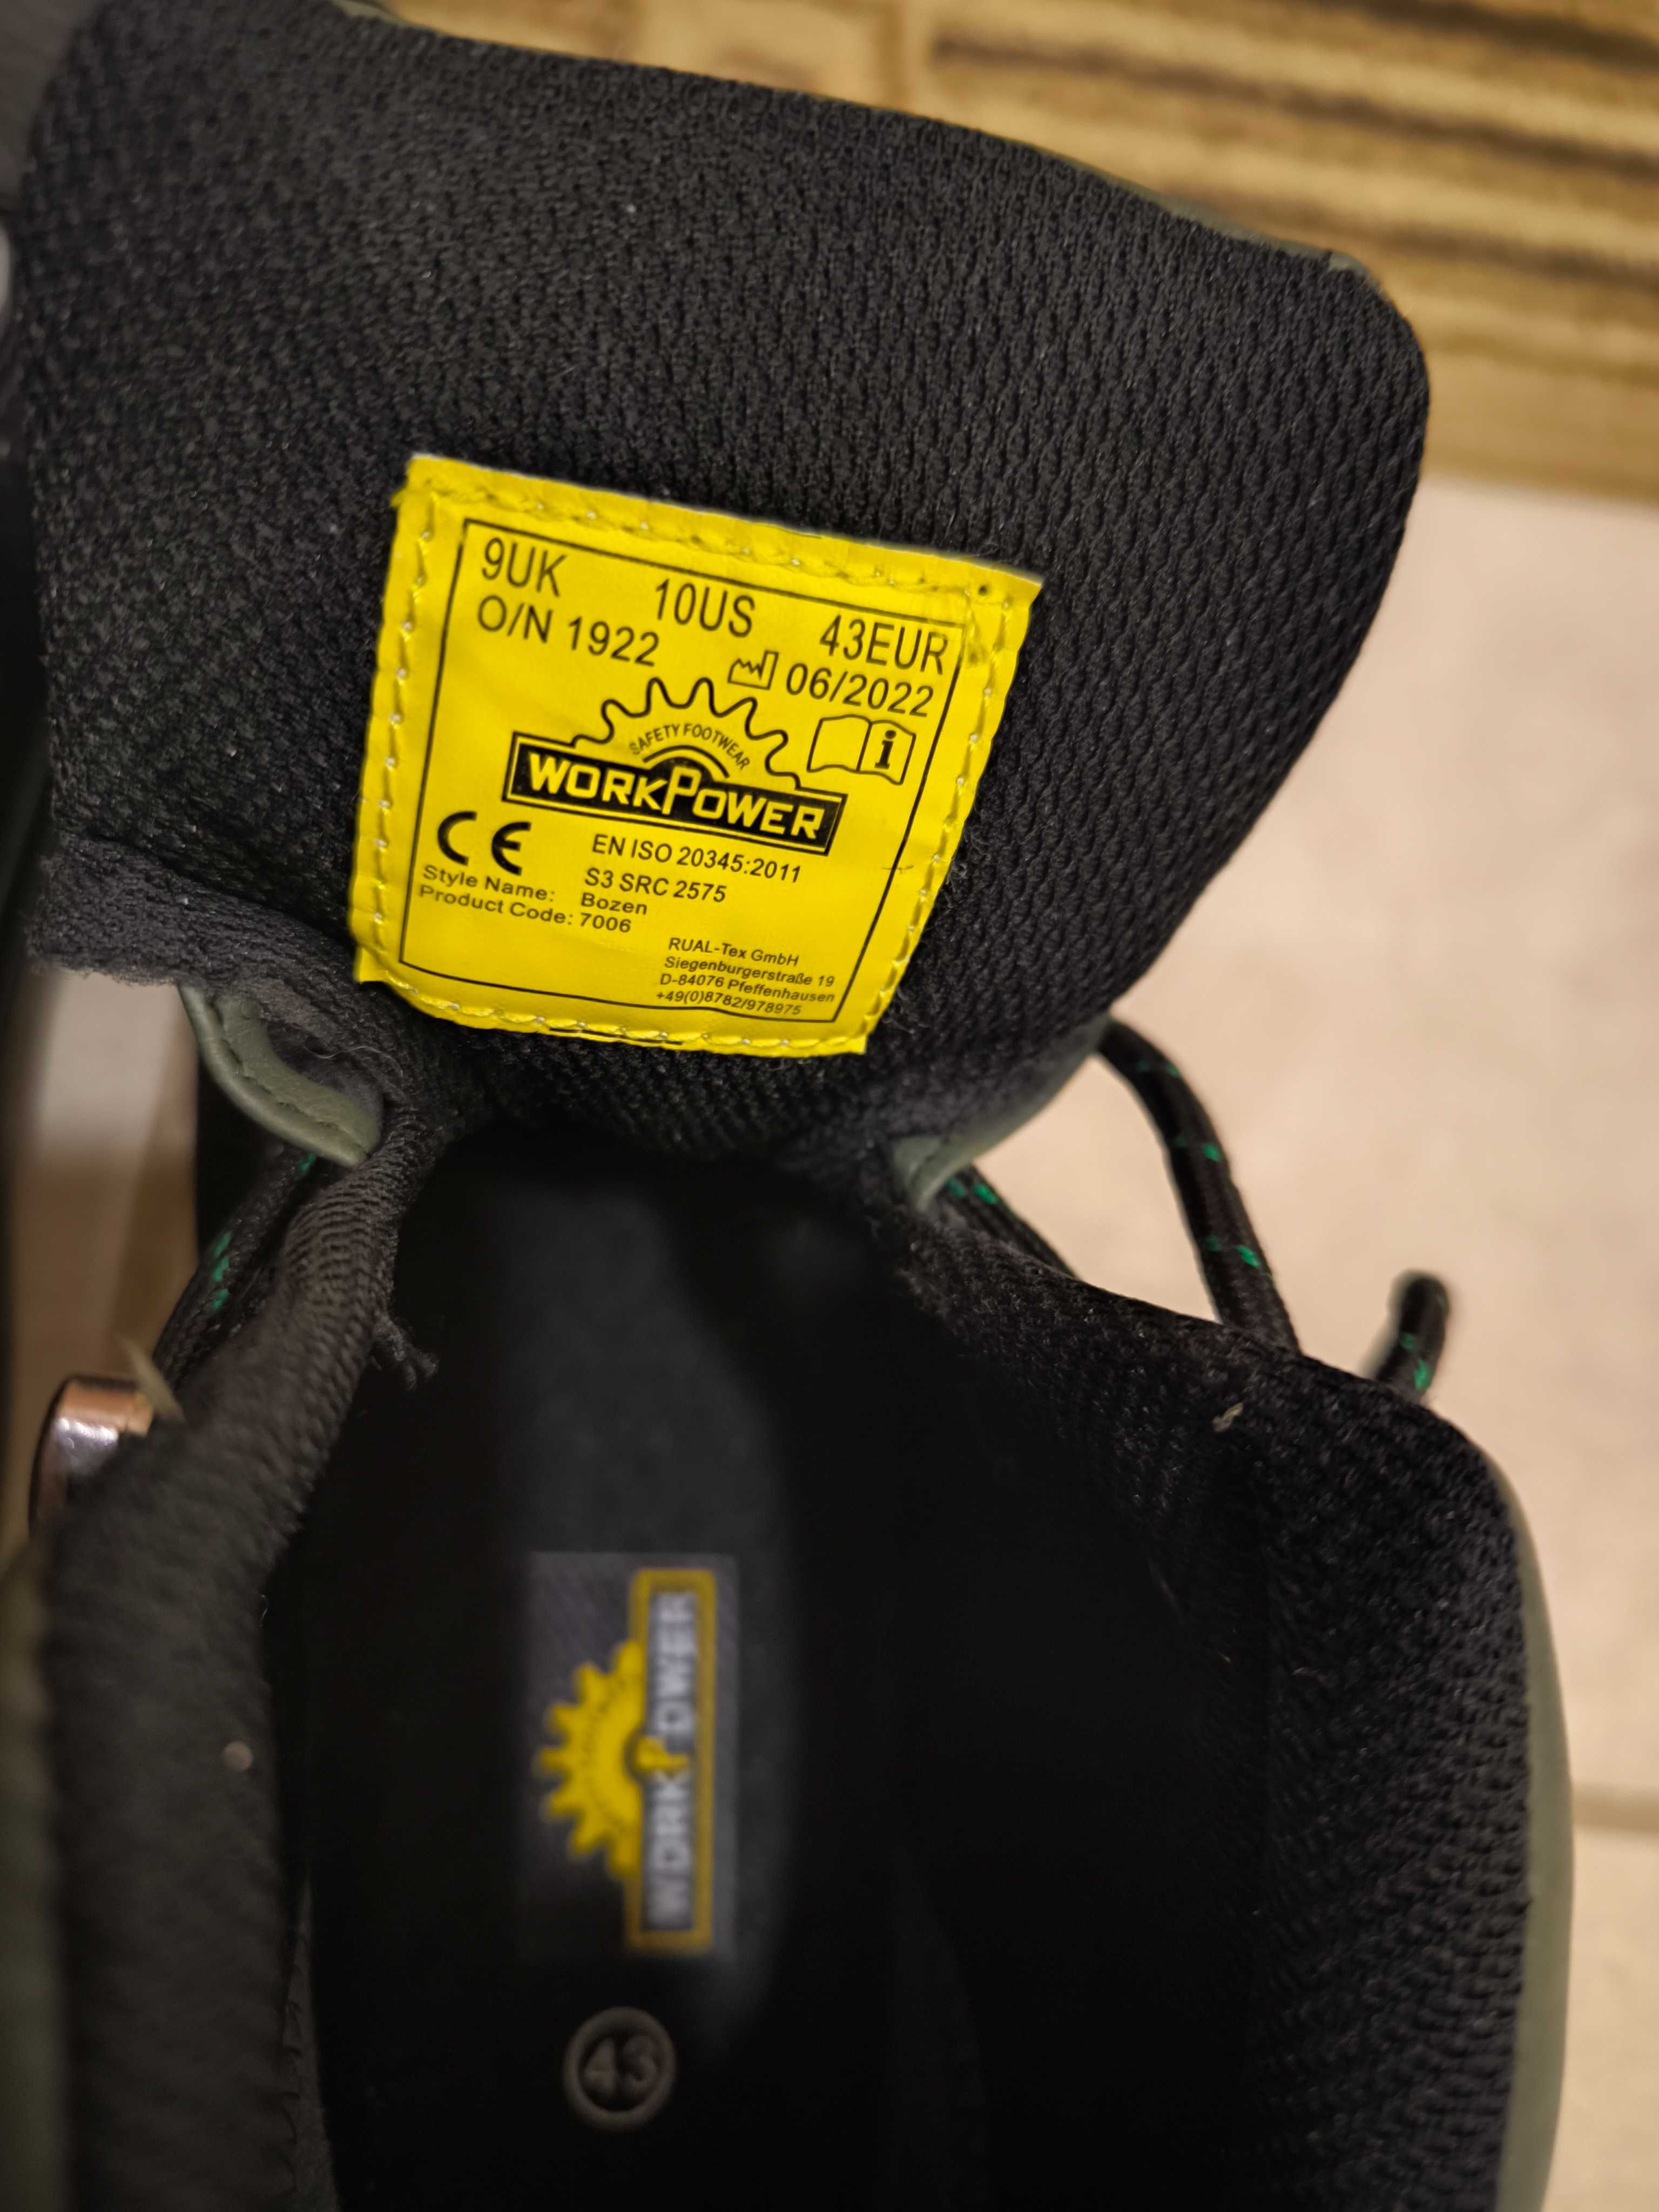 9UK 10US 43EUR
O/N 1922 06/2022
SAFETY FOOTWEAR
WORKPOWER
CE EN ISO 20345:2011
S3 SRC 2575
Style Name: Bozen
Product Code: 7006
RUAL-Tex GmbH
Siegenburgerstraße 19
D-84076 Pfeffenhausen
+49(0)8782/978975
WORKPOWER
43